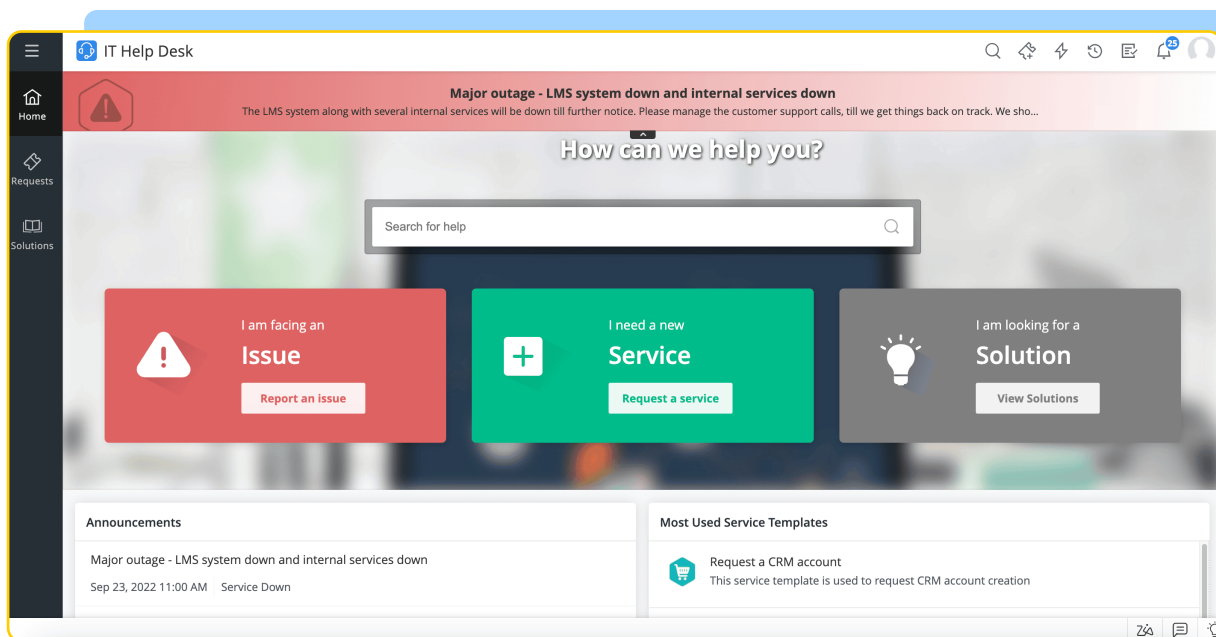 IT Help Desk
25
Major outage - LMS system down and internal services down
The LMS system along with several internal services will be down till further notice. Please manage the customer support calls, till we get things back on track. We sho...
Home
Requests
Solutions
How can we help you?
Search for help
I am facing an
Issue
Report an issue
I need a new
Service
Request a service
I am looking for a
Solution
View Solutions
Announcements
Major outage - LMS system down and internal services down
Sep 23, 2022 11:00 AM Service Down
Most Used Service Templates
Request a CRM account
This service template is used to request CRM account creation